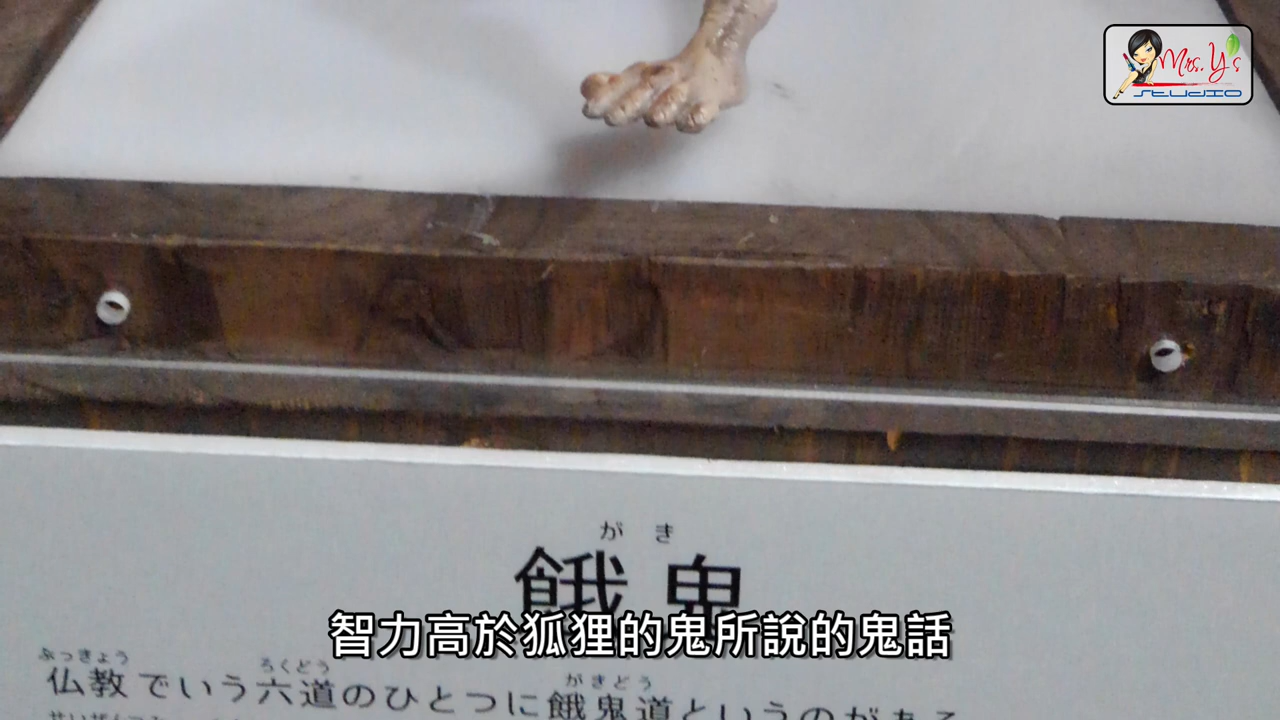 Mrs. Y's
STUDIO
がき
餓鬼
智力高於狐狸的鬼所說的鬼話
ぶっきょう ろくどう がきどう
仏教でいう六道のひとつに餓鬼道というのがある